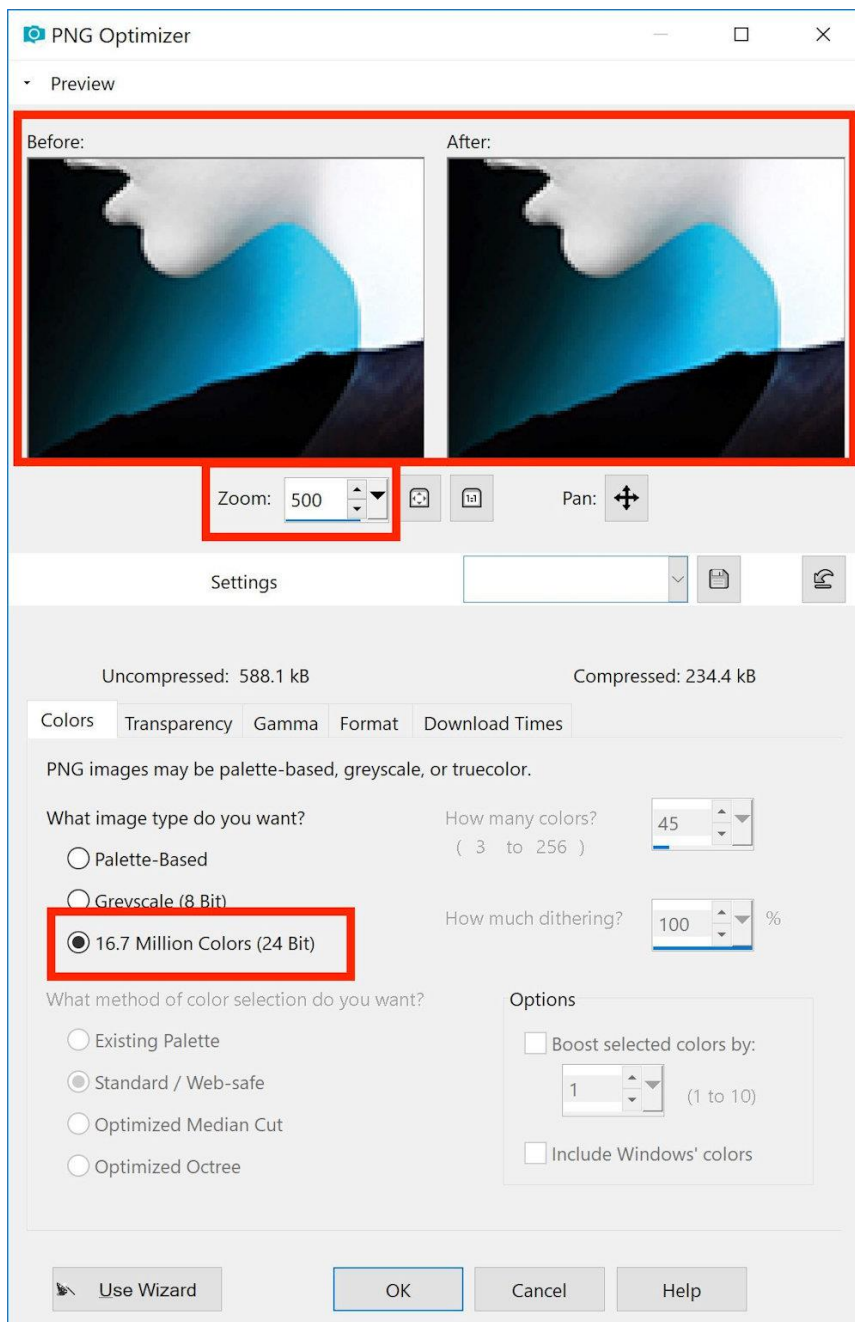 PNG Optimizer
Preview
Before: After:
Zoom: 500 1:1 Pan:
Settings
Uncompressed: 588.1 kB Compressed: 234.4 kB
Colors Transparency Gamma Format Download Times
PNG images may be palette-based, greyscale, or truecolor.
What image type do you want? How many colors? 45
( 3 to 256 )
Palette-Based
Greyscale (8 Bit)
How much dithering? 100 %
16.7 Million Colors (24 Bit)
What method of color selection do you want? Options
Existing Palette Boost selected colors by:
Standard / Web-safe 1 (1 to 10)
Optimized Median Cut
Optimized Octree Include Windows' colors
Use Wizard OK Cancel Help